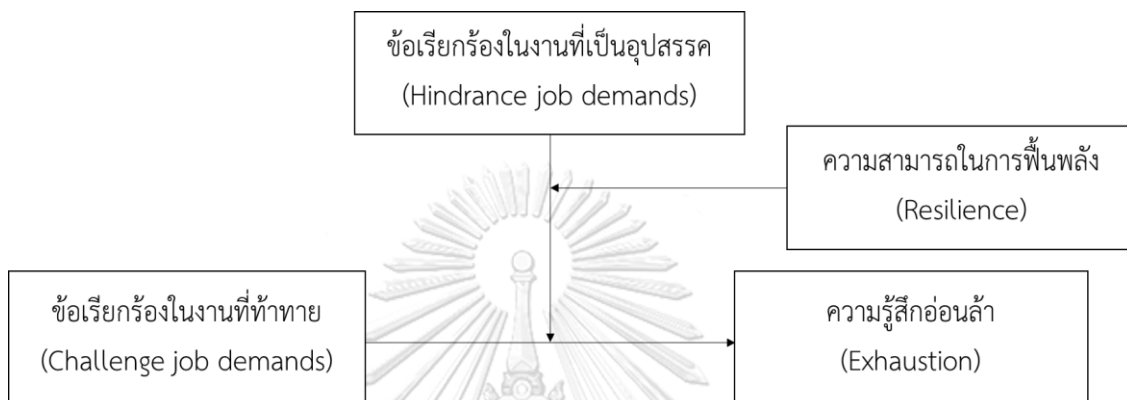 ข้อเรียกร้องในงานที่เป็นอุปสรรค
(Hindrance job demands)
ความสามารถในการฟื้นพลัง
(Resilience)
ข้อเรียกร้องในงานที่ท้าทาย
(Challenge job demands)
ความรู้สึกอ่อนล้า
(Exhaustion)